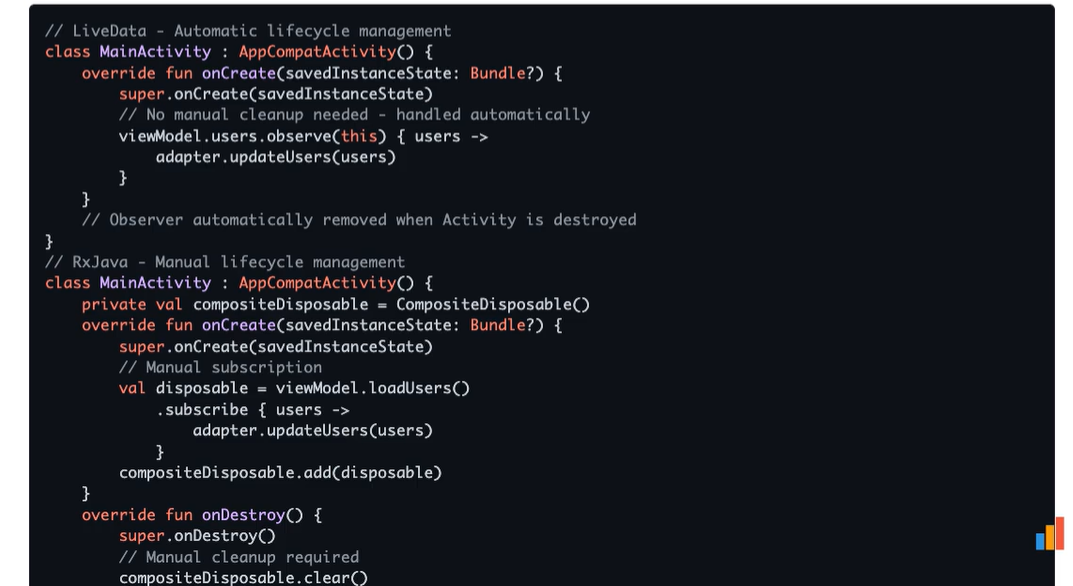 // LiveData - Automatic lifecycle management
class MainActivity : AppCompatActivity() {
    override fun onCreate(savedInstanceState: Bundle?) {
        super.onCreate(savedInstanceState)
        // No manual cleanup needed - handled automatically
        viewModel.users.observe(this) { users ->
            adapter.updateUsers(users)
        }
    }
    // Observer automatically removed when Activity is destroyed
}
// RxJava - Manual lifecycle management
class MainActivity : AppCompatActivity() {
    private val compositeDisposable = CompositeDisposable()
    override fun onCreate(savedInstanceState: Bundle?) {
        super.onCreate(savedInstanceState)
        // Manual subscription
        val disposable = viewModel.loadUsers()
            .subscribe { users ->
                adapter.updateUsers(users)
            }
        compositeDisposable.add(disposable)
    }
    override fun onDestroy() {
        super.onDestroy()
        // Manual cleanup required
        compositeDisposable.clear()